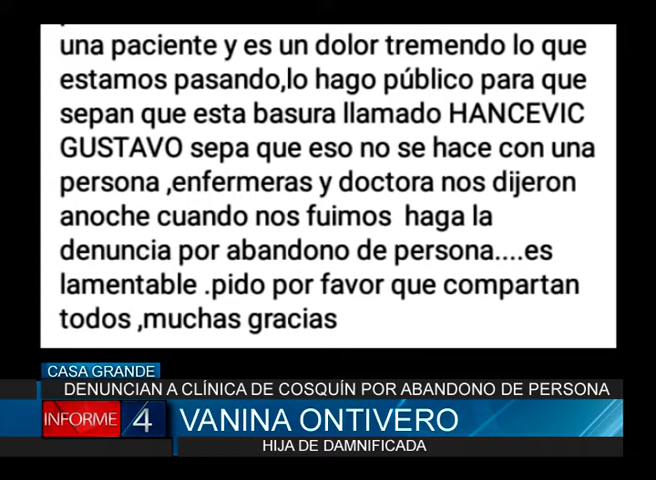 una paciente y es un dolor tremendo lo que
estamos pasando,lo hago público para que
sepan que esta basura llamado HANCEVIC
GUSTAVO sepa que eso no se hace con una
persona ,enfermeras y doctora nos dijeron
anoche cuando nos fuimos  haga la
denuncia por abandono de persona....es
lamentable .pido por favor que compartan
todos ,muchas gracias
CASA GRANDE
DENUNCIAN A CLÍNICA DE COSQUÍN POR ABANDONO DE PERSONA
INFORME 4 VANINA ONTIVERO
HIJA DE DAMNIFICADA